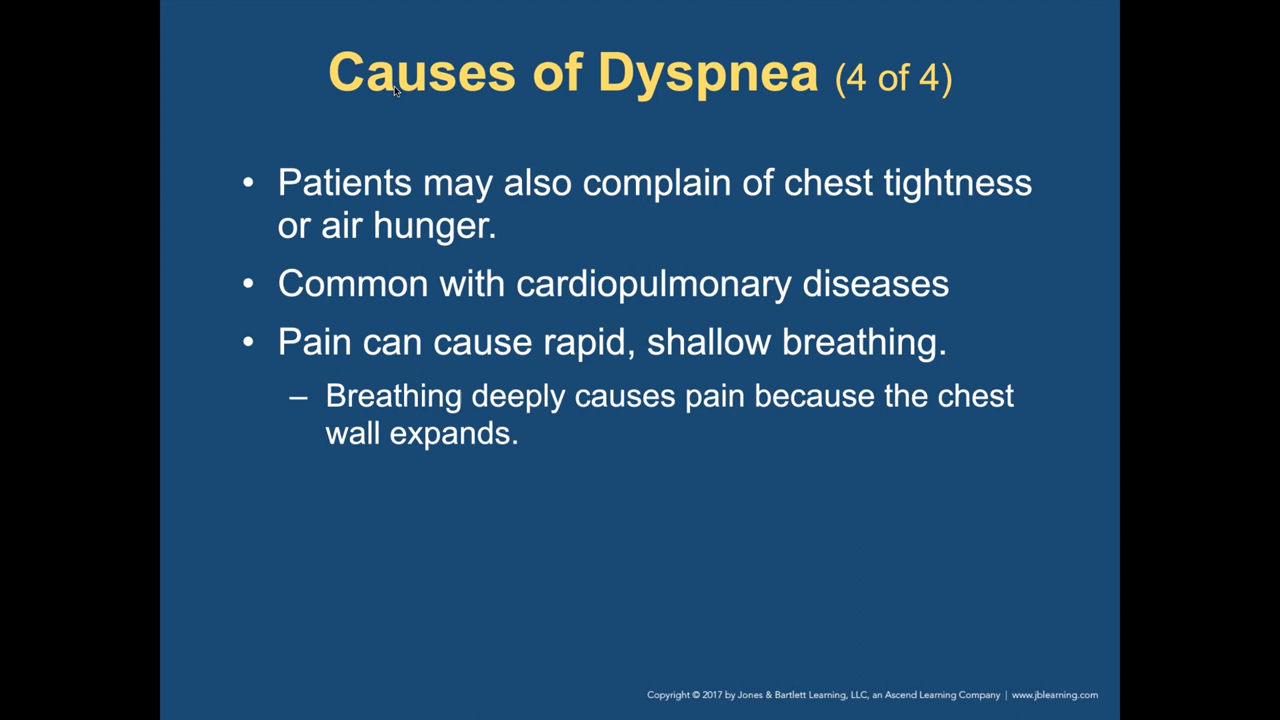 Causes of Dyspnea (4 of 4)
• Patients may also complain of chest tightness
or air hunger.
• Common with cardiopulmonary diseases
• Pain can cause rapid, shallow breathing.
– Breathing deeply causes pain because the chest
wall expands.
Copyright © 2017 by Jones & Bartlett Learning, LLC, an Ascend Learning Company | www.jblearning.com